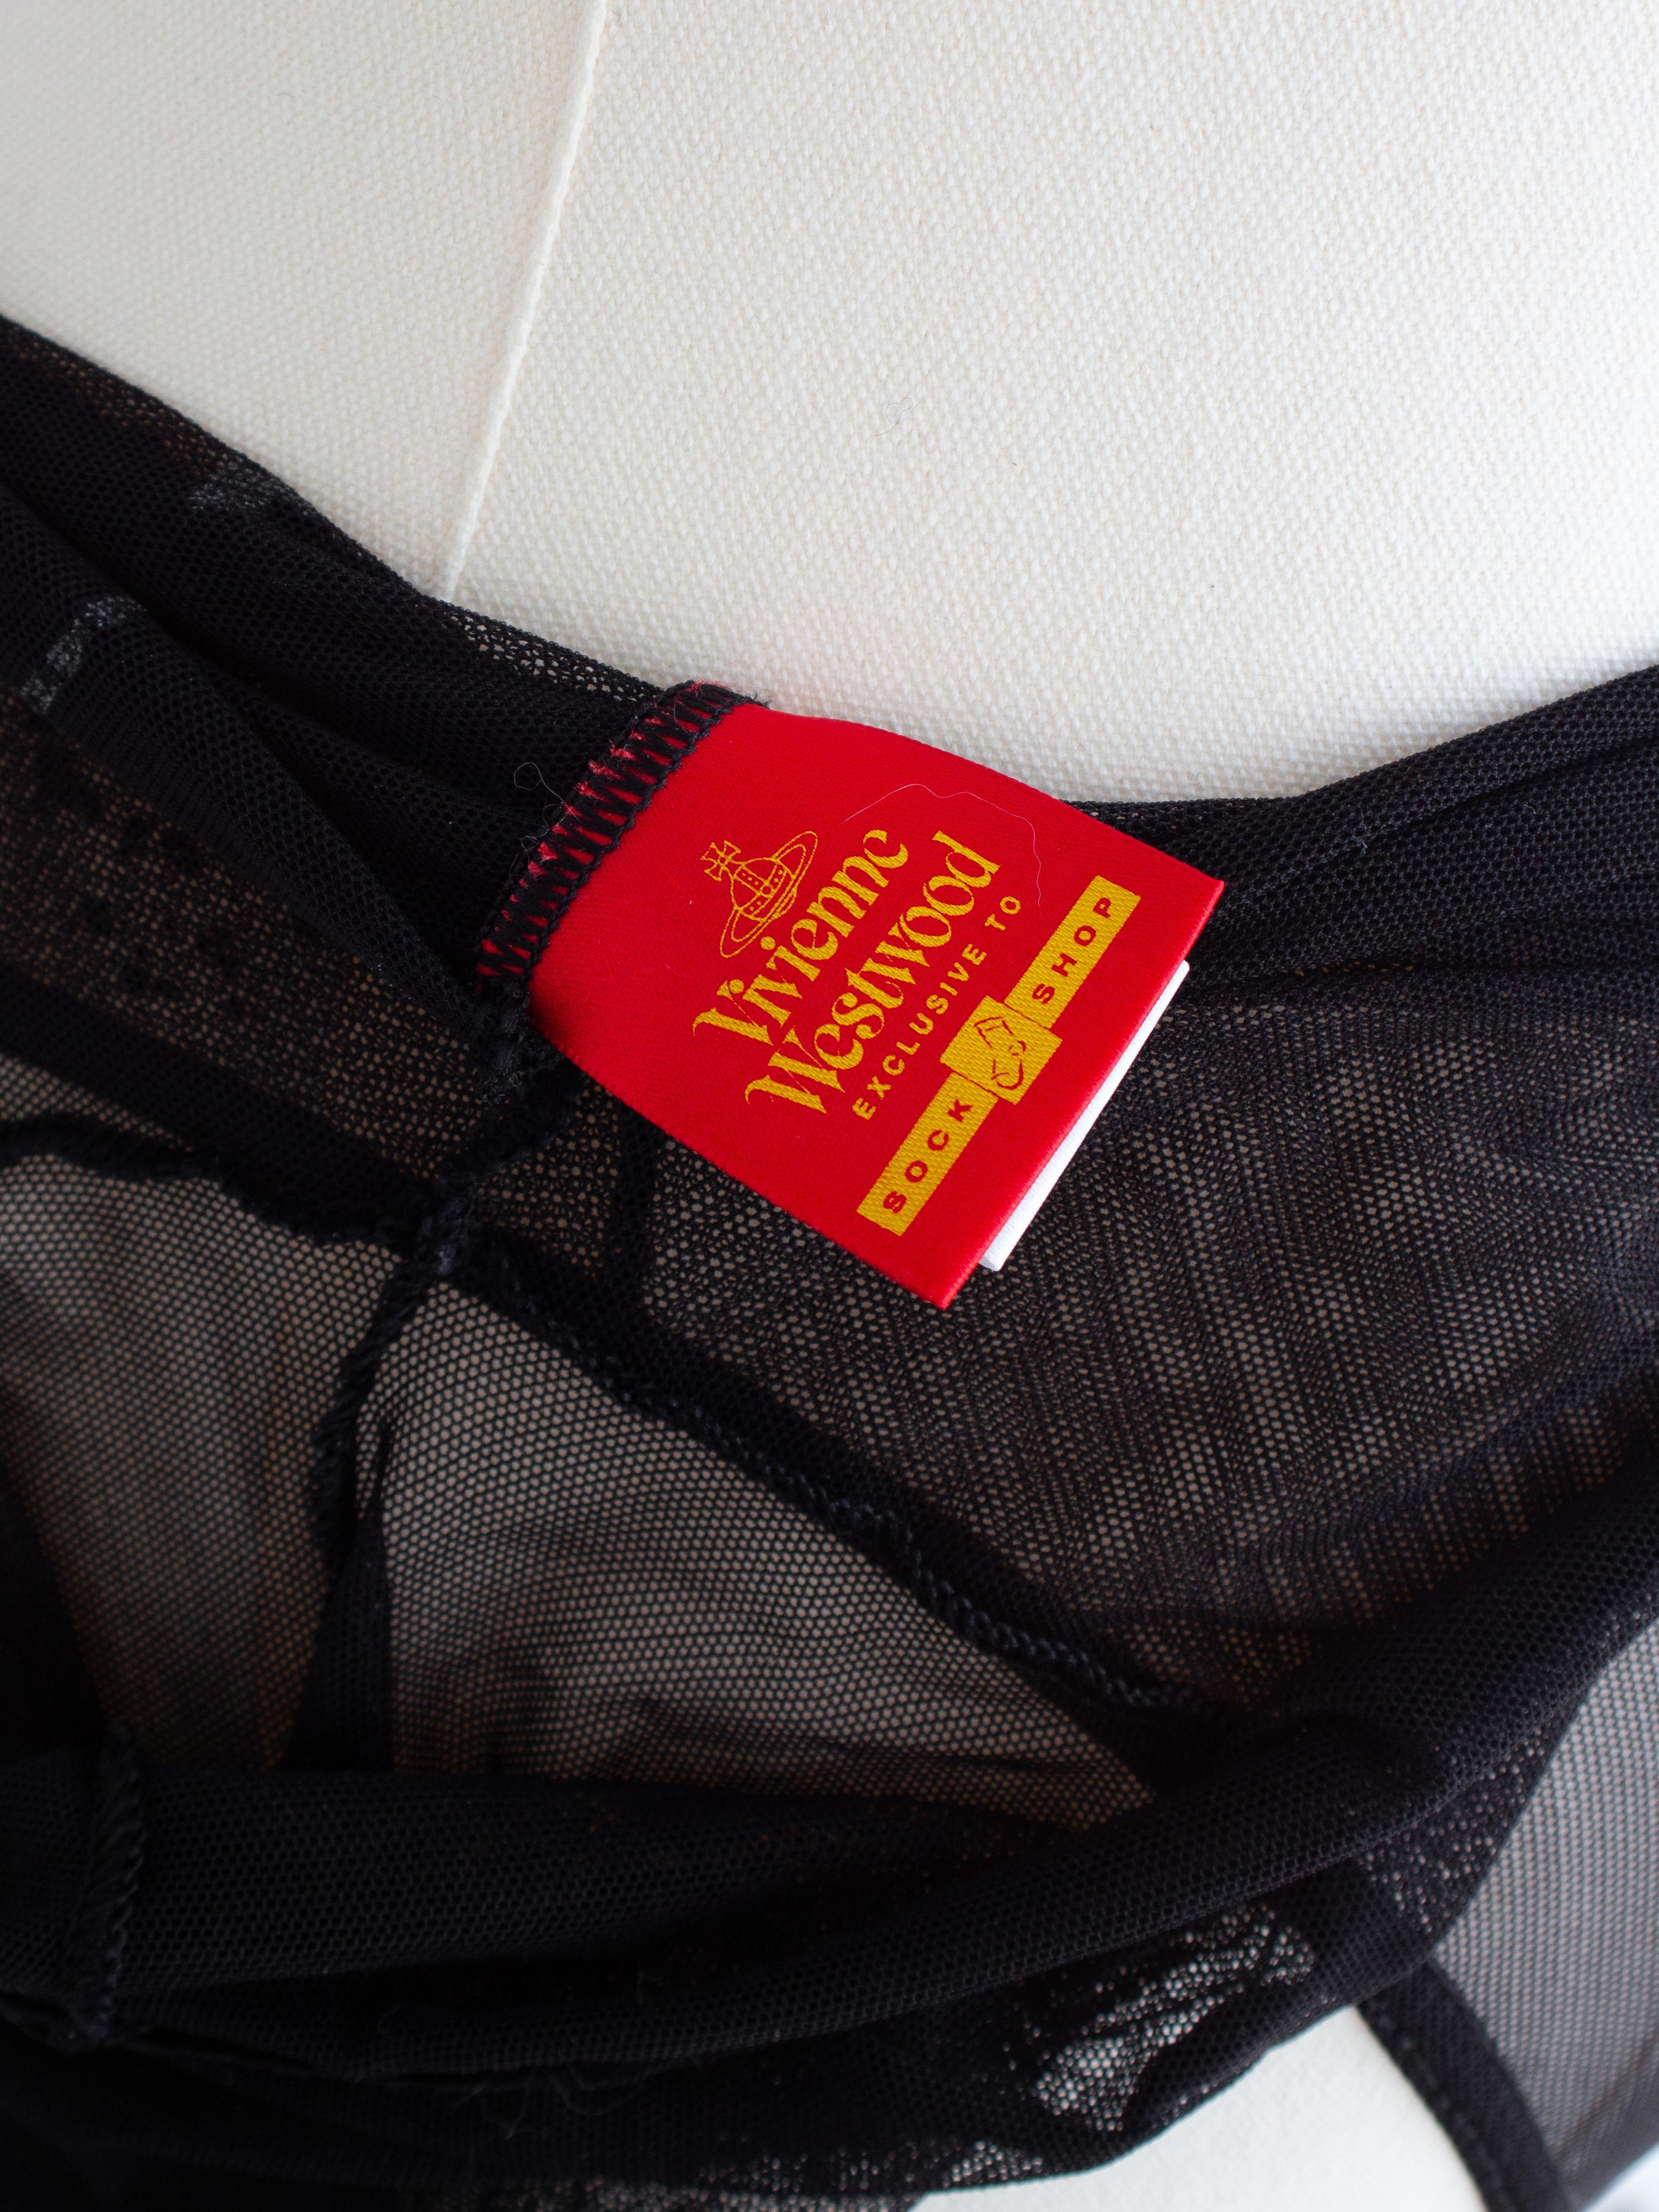 Vivienne
Westwood
EXCLUSIVE TO
SOCK SHOP